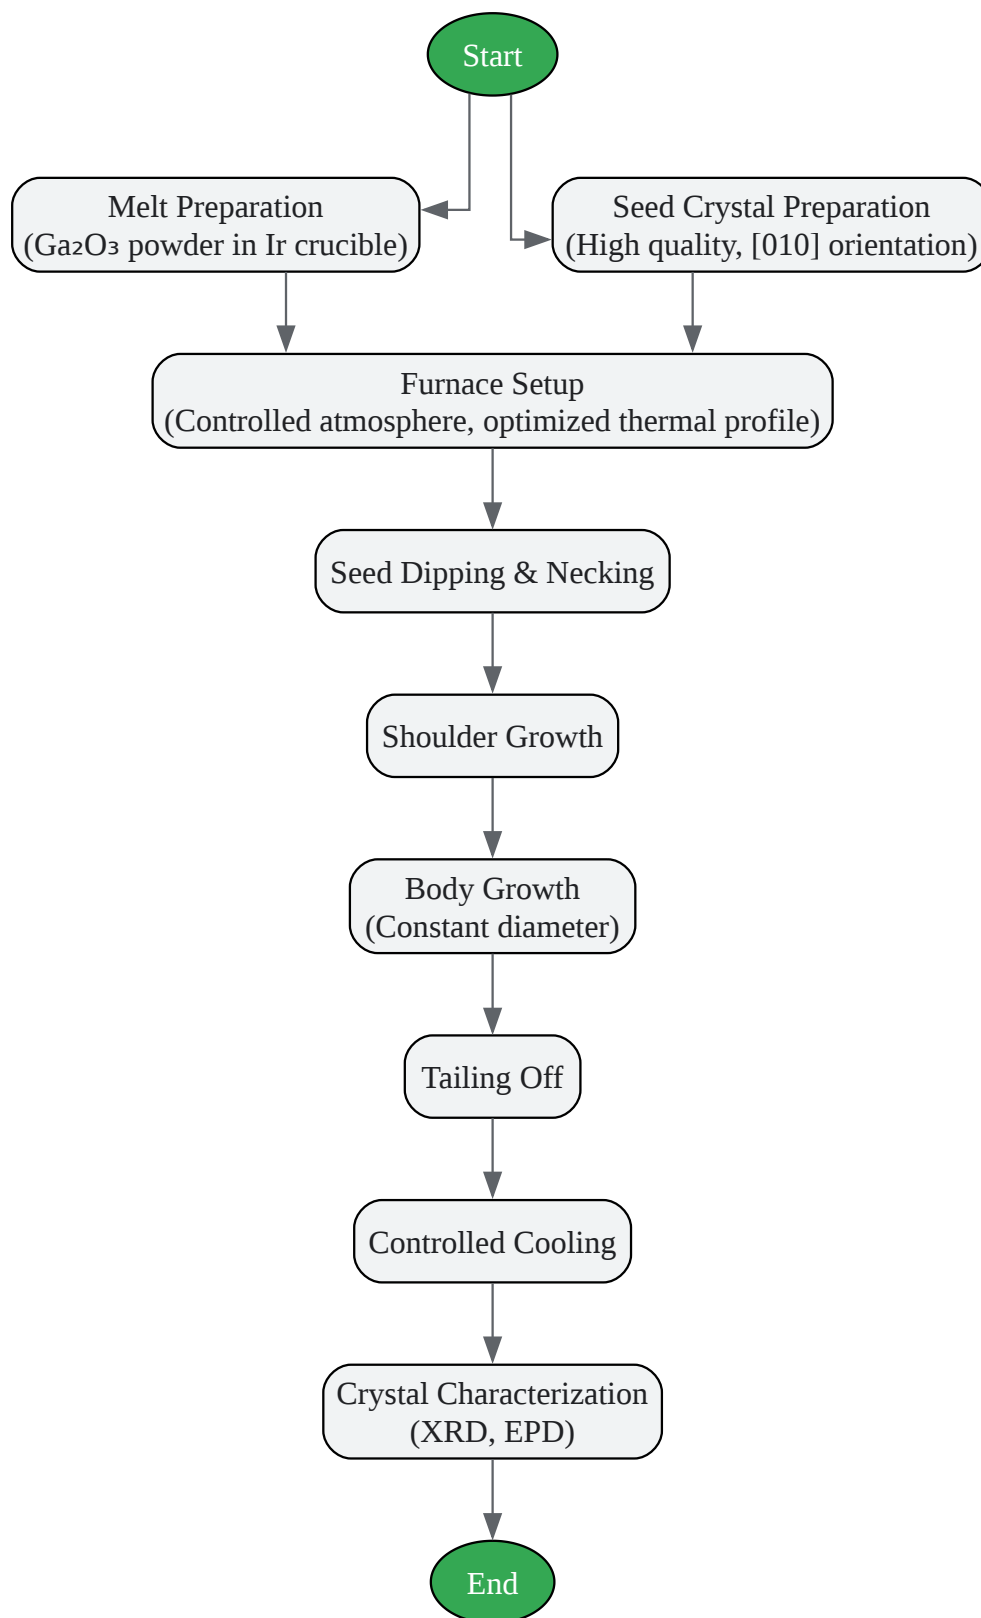 Start
Melt Preparation
(Ga₂O₃ powder in Ir crucible)
Seed Crystal Preparation
(High quality, [010] orientation)
Furnace Setup
(Controlled atmosphere, optimized thermal profile)
Seed Dipping & Necking
Shoulder Growth
Body Growth
(Constant diameter)
Tailing Off
Controlled Cooling
Crystal Characterization
(XRD, EPD)
End